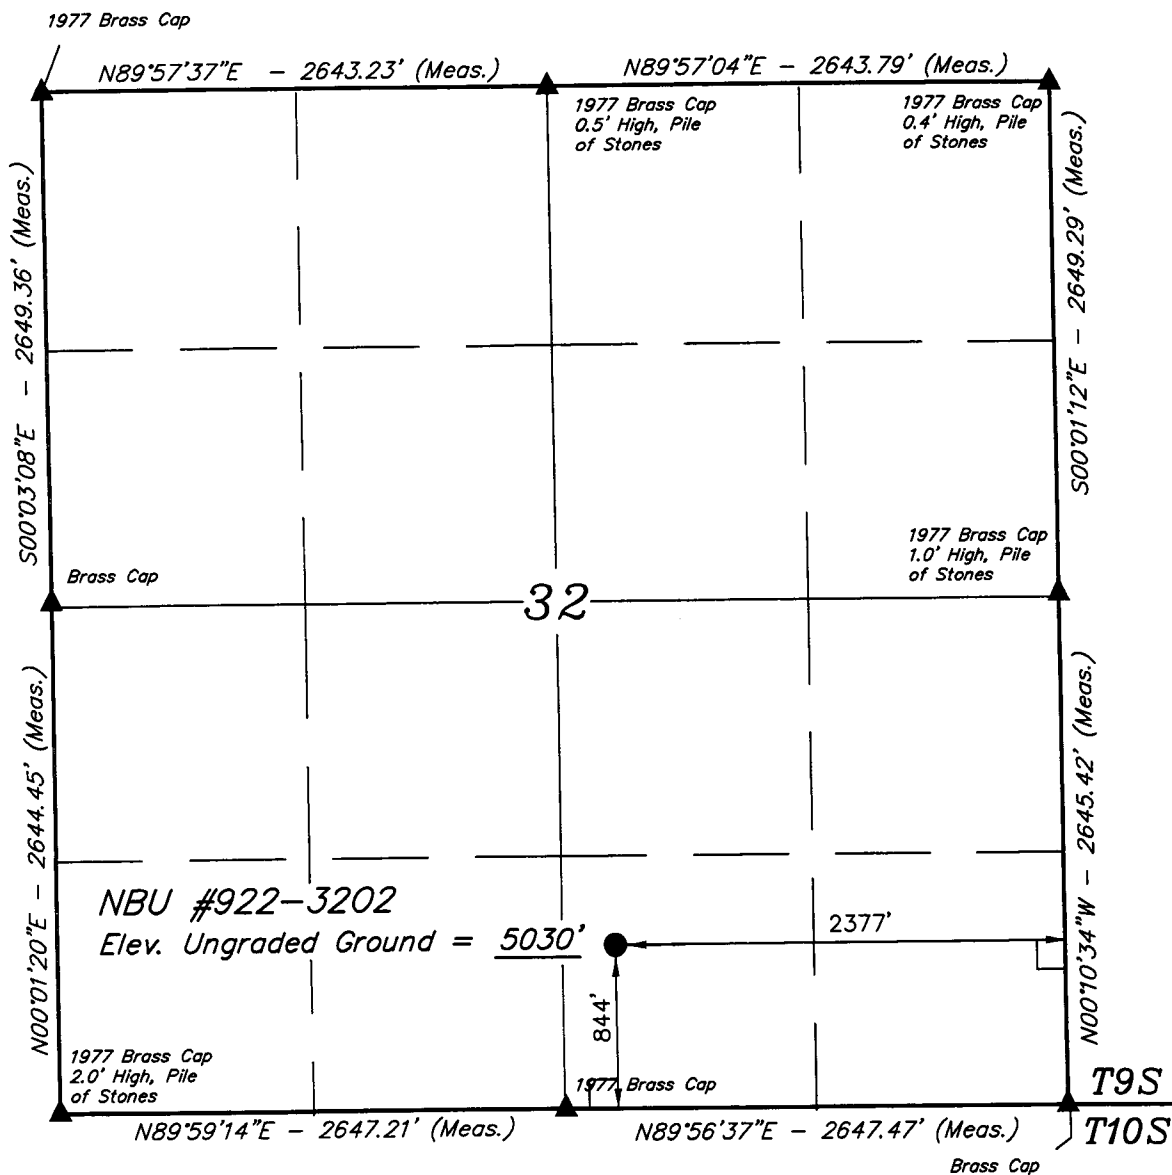 1977 Brass Cap
N89°57'37"E - 2643.23' (Meas.)
N89°57'04"E - 2643.79' (Meas.)
1977 Brass Cap
0.5' High, Pile
of Stones
1977 Brass Cap
0.4' High, Pile
of Stones
S00°03'08"E - 2649.36' (Meas.)
S00°01'12"E - 2649.29' (Meas.)
1977 Brass Cap
1.0' High, Pile
of Stones
Brass Cap
32
N00°01'20"E - 2644.45' (Meas.)
N00°10'34"W - 2645.42' (Meas.)
NBU #922-3202
Elev. Ungraded Ground = 5030'
2377'
844'
1977 Brass Cap
2.0' High, Pile
of Stones
1977 Brass Cap
T9S
N89°59'14"E - 2647.21' (Meas.)
N89°56'37"E - 2647.47' (Meas.)
T10S
Brass Cap